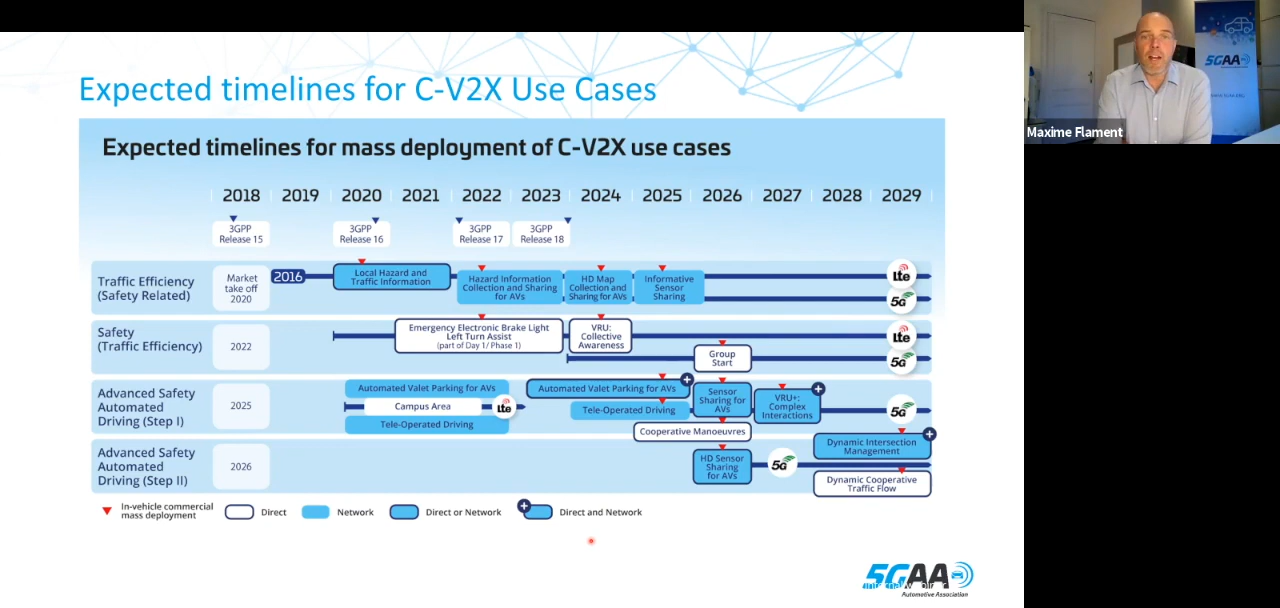 Expected timelines for C-V2X Use Cases
Expected timelines for mass deployment of C-V2X use cases
2018 2019 2020 2021 2022 2023 2024 2025 2026 2027 2028 2029
3GPP
Release 15
3GPP
Release 16
3GPP
Release 17
3GPP
Release 18
Traffic Efficiency
(Safety Related)
Market
take off
2020
2016
Local Hazard and
Traffic Information
Hazard Information
Collection and Sharing
for AVs
HD Map
Collection and
Sharing for AVs
Informative
Sensor
Sharing
lte
5G
Safety
(Traffic Efficiency)
2022
Emergency Electronic Brake Light
Left Turn Assist
(part of Day 1/ Phase 1)
VRU:
Collective
Awareness
Group
Start
lte
5G
Advanced Safety
Automated
Driving (Step I)
2025
Automated Valet Parking for AVs
Campus Area
lte
Tele-Operated Driving
Automated Valet Parking for AVs
Tele-Operated Driving
Cooperative Manoeuvres
Sensor
Sharing for
AVs
VRU+:
Complex
Interactions
5G
Advanced Safety
Automated
Driving (Step II)
2026
HD Sensor
Sharing
for AVs
5G
Dynamic Intersection
Management
Dynamic Cooperative
Traffic Flow
In-vehicle commercial
mass deployment
Direct
Network
Direct or Network
Direct and Network
5GAA
Automotive Association
Maxime Flament
5GAA